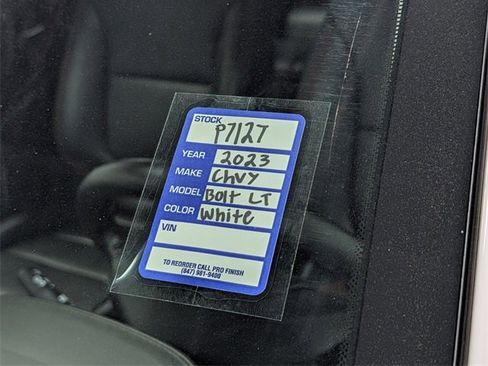 STOCK
P7127
YEAR 2023
MAKE Chvy
MODEL Bolt LT
COLOR White
VIN
TO REORDER CALL PRO FINISH
(847) 981-9400